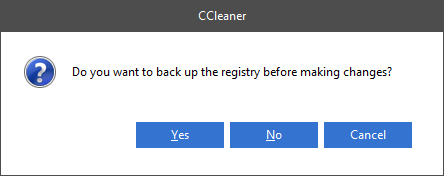 CCleaner
Do you want to back up the registry before making changes?
Yes
No
Cancel